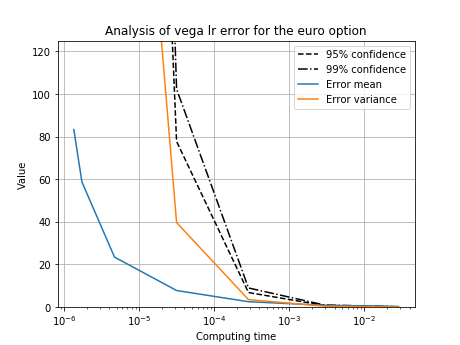 Analysis of vega lr error for the euro option
120
100
80
60
40
20
0
Value
95% confidence
99% confidence
Error mean
Error variance
10⁻⁶ 10⁻⁵ 10⁻⁴ 10⁻³ 10⁻²
Computing time